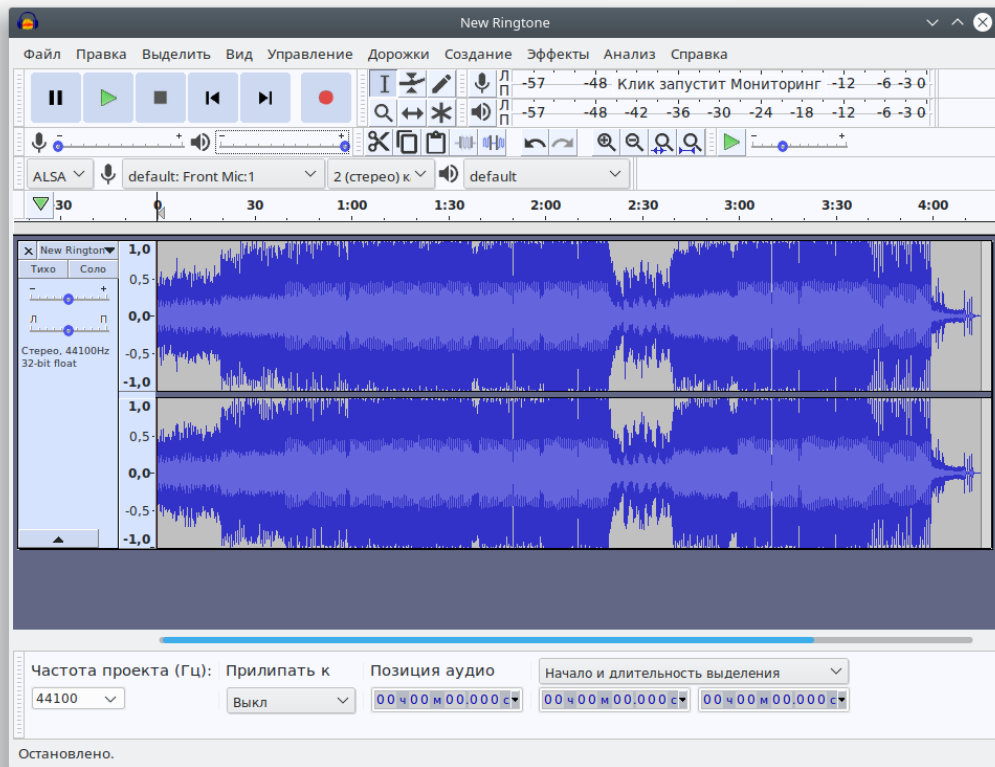 New Ringtone
Файл Правка Выделить Вид Управление Дорожки Создание Эффекты Анализ Справка
Л П -57 -48 Клик запустит Мониторинг -12 -6 -3 0
Л П -57 -48 -42 -36 -30 -24 -18 -12 -6 -3 0
- + - + - +
ALSA default: Front Mic:1 2 (стерео) к default
30 0 30 1:00 1:30 2:00 2:30 3:00 3:30 4:00
x New Rington 1,0
Тихо Соло
0,5
- +
0,0
Л П
Стерео, 44100Hz -0,5
32-bit float
-1,0
1,0
0,5
0,0
-0,5
-1,0
Частота проекта (Гц): Прилипать к Позиция аудио Начало и длительность выделения
44100 Выкл 00 ч 00 м 00.000 с 00 ч 00 м 00.000 с 00 ч 00 м 00.000 с
Остановлено.